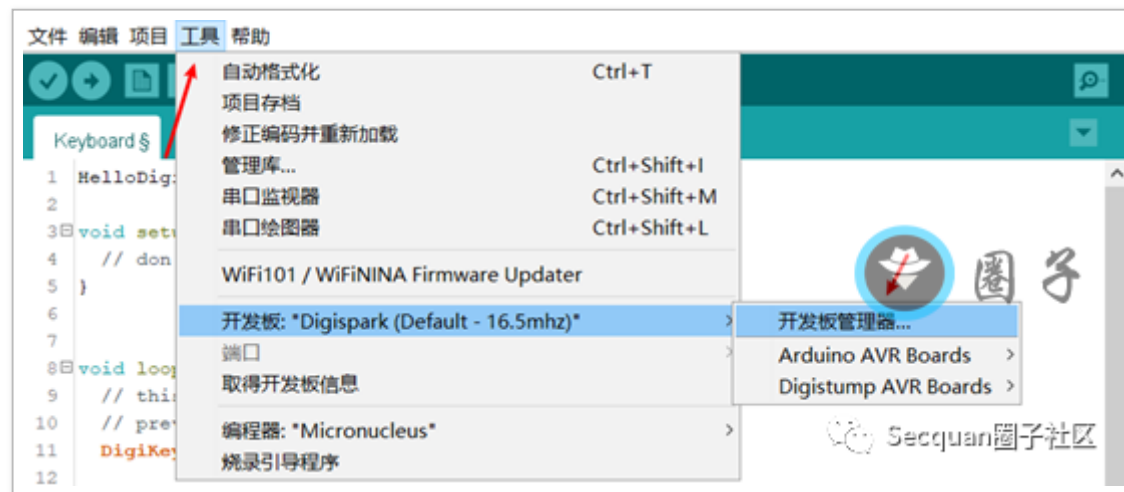 文件 编辑 项目 工具 帮助
自动格式化 Ctrl+T
项目存档
修正编码并重新加载
管理库... Ctrl+Shift+I
串口监视器 Ctrl+Shift+M
串口绘图器 Ctrl+Shift+L
WiFi101 / WiFiNINA Firmware Updater
开发板: "Digispark (Default - 16.5mhz)" >
端口 >
取得开发板信息
编程器: "Micronucleus" >
烧录引导程序
开发板管理器...
Arduino AVR Boards >
Digistump AVR Boards >
Keyboard §
1 HelloDigi
2
3 void setu
4 // don
5 }
6
7
8 void loop
9 // this
10 // pre
11 DigiKey
12
圈子
Secquan圈子社区